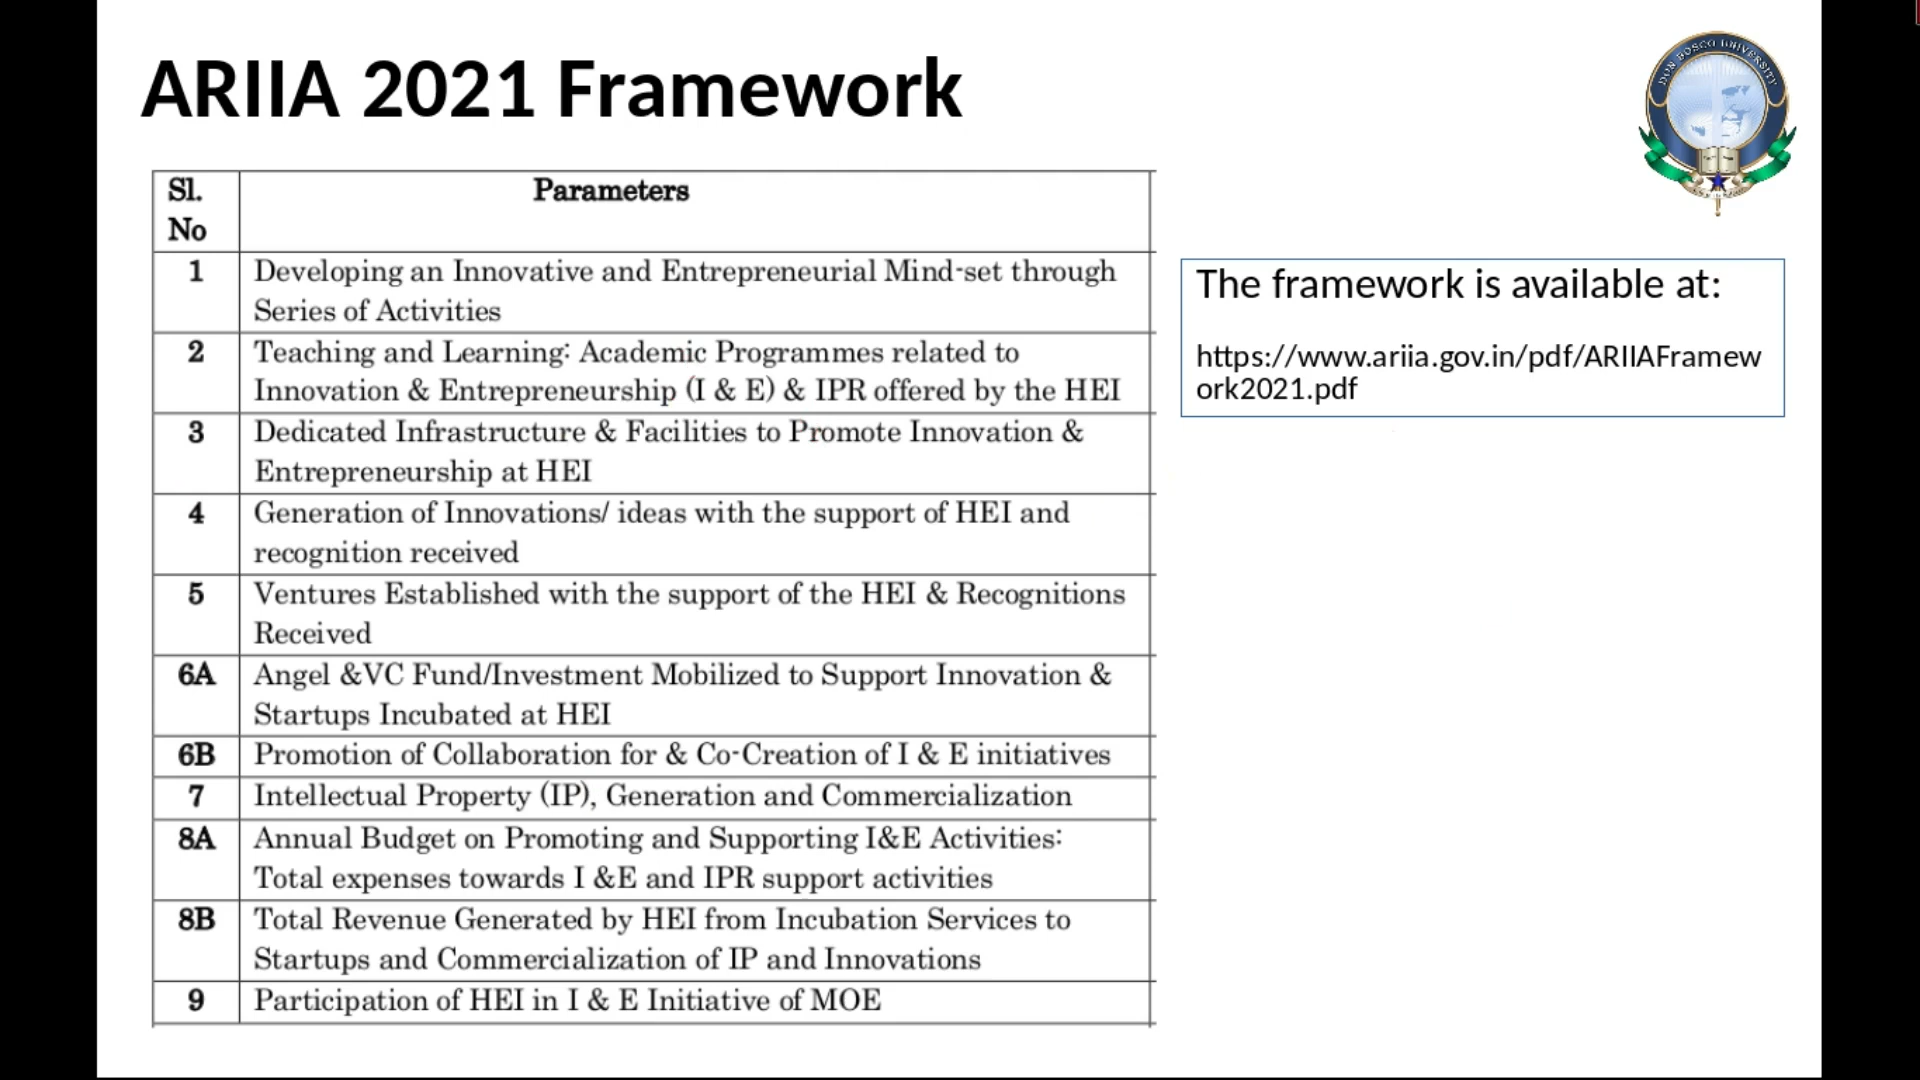 ARIIA 2021 Framework
DON BOSCO UNIVERSITY
Sl.
No
Parameters
1
Developing an Innovative and Entrepreneurial Mind-set through
Series of Activities
2
Teaching and Learning: Academic Programmes related to
Innovation & Entrepreneurship (I & E) & IPR offered by the HEI
3
Dedicated Infrastructure & Facilities to Promote Innovation &
Entrepreneurship at HEI
4
Generation of Innovations/ ideas with the support of HEI and
recognition received
5
Ventures Established with the support of the HEI & Recognitions
Received
6A
Angel &VC Fund/Investment Mobilized to Support Innovation &
Startups Incubated at HEI
6B
Promotion of Collaboration for & Co-Creation of I & E initiatives
7
Intellectual Property (IP), Generation and Commercialization
8A
Annual Budget on Promoting and Supporting I&E Activities:
Total expenses towards I &E and IPR support activities
8B
Total Revenue Generated by HEI from Incubation Services to
Startups and Commercialization of IP and Innovations
9
Participation of HEI in I & E Initiative of MOE
The framework is available at:
https://www.ariia.gov.in/pdf/ARIIAFramew
ork2021.pdf